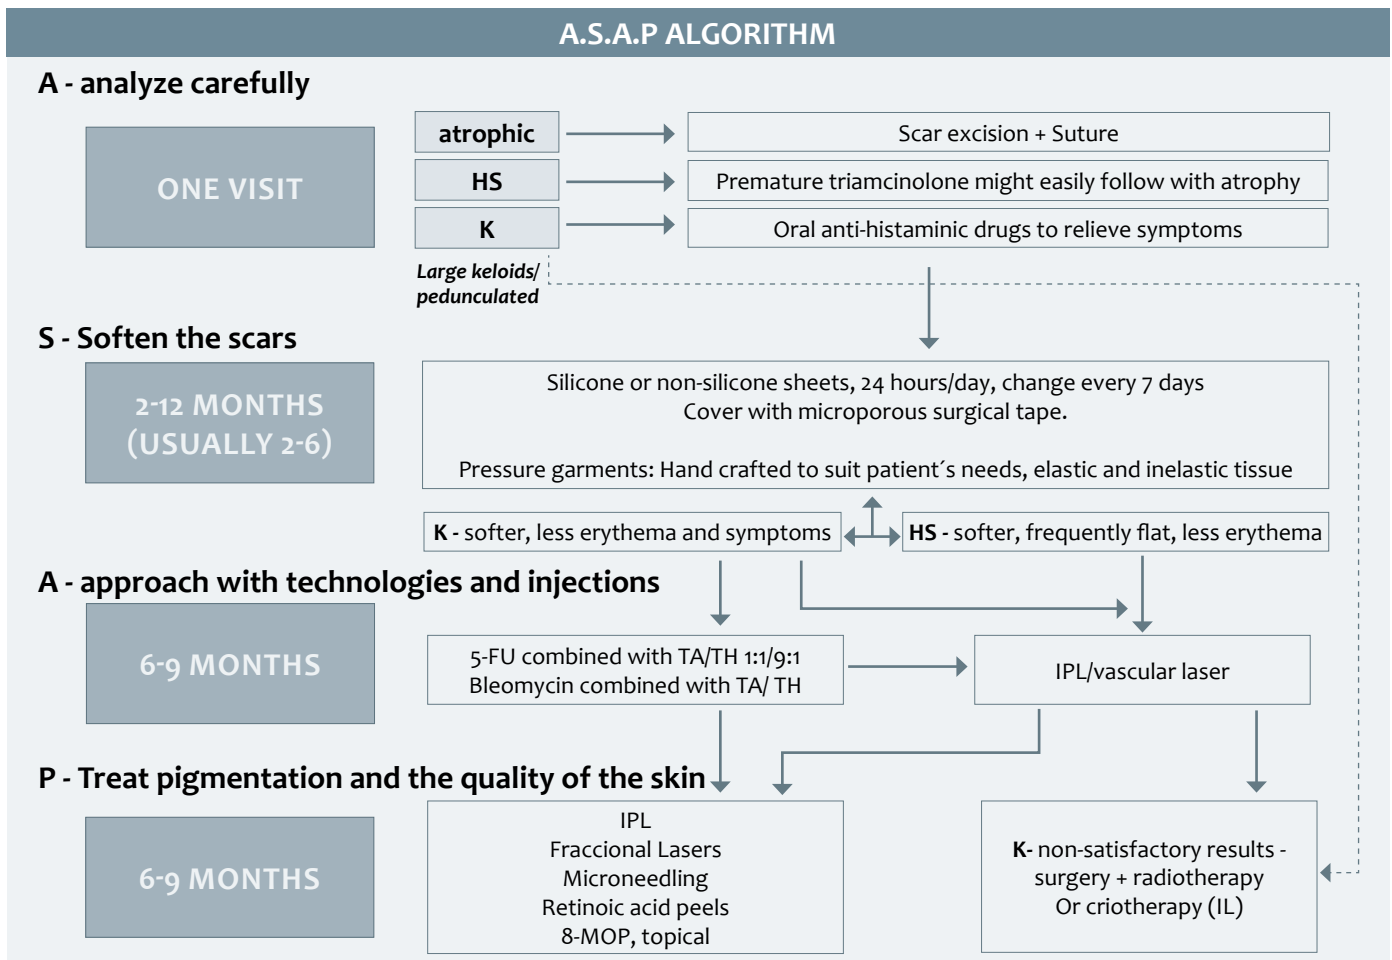 A.S.A.P ALGORITHM
A - analyze carefully
ONE VISIT
atrophic
Scar excision + Suture
HS
Premature triamcinolone might easily follow with atrophy
K
Oral anti-histaminic drugs to relieve symptoms
Large keloids/
pedunculated
S - Soften the scars
2-12 MONTHS
(USUALLY 2-6)
Silicone or non-silicone sheets, 24 hours/day, change every 7 days
Cover with microporous surgical tape.
Pressure garments: Hand crafted to suit patient´s needs, elastic and inelastic tissue
K - softer, less erythema and symptoms
HS - softer, frequently flat, less erythema
A - approach with technologies and injections
6-9 MONTHS
5-FU combined with TA/TH 1:1/9:1
Bleomycin combined with TA/ TH
IPL/vascular laser
P - Treat pigmentation and the quality of the skin
6-9 MONTHS
IPL
Fraccional Lasers
Microneedling
Retinoic acid peels
8-MOP, topical
K- non-satisfactory results -
surgery + radiotherapy
Or criotherapy (IL)